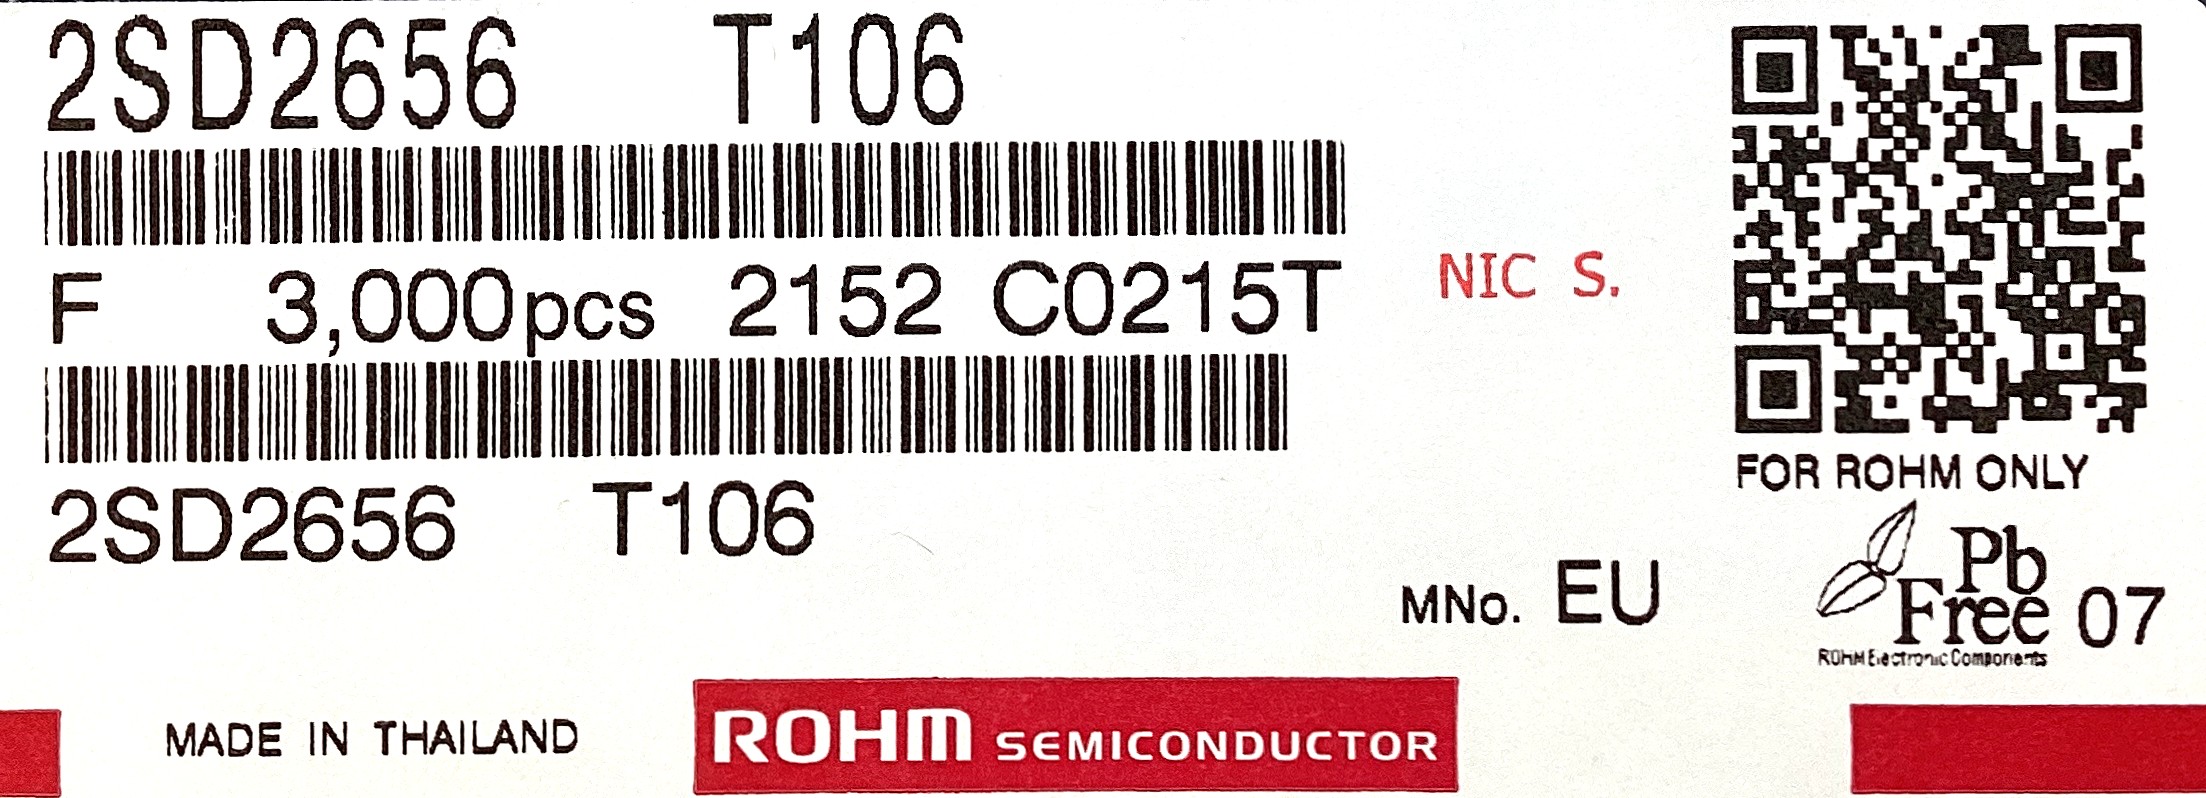 2SD2656 T106
F 3,000pcs 2152 C0215T
NIC S.
2SD2656 T106
FOR ROHM ONLY
MNo. EU
Pb
Free 07
ROHM Electronic Components
MADE IN THAILAND
ROHM SEMICONDUCTOR